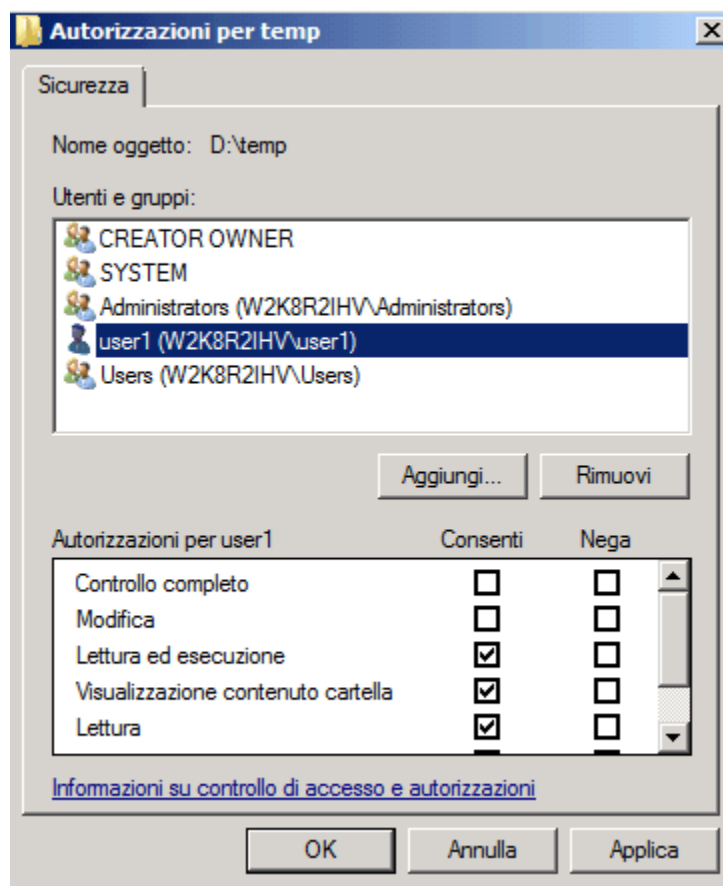 Autorizzazioni per temp
Sicurezza
Nome oggetto: D:\temp
Utenti e gruppi:
CREATOR OWNER
SYSTEM
Administrators (W2K8R2IHV\Administrators)
user1 (W2K8R2IHV\user1)
Users (W2K8R2IHV\Users)
Aggiungi... Rimuovi
Autorizzazioni per user1 Consenti Nega
Controllo completo
Modifica
Lettura ed esecuzione
Visualizzazione contenuto cartella
Lettura
Informazioni su controllo di accesso e autorizzazioni
OK Annulla Applica